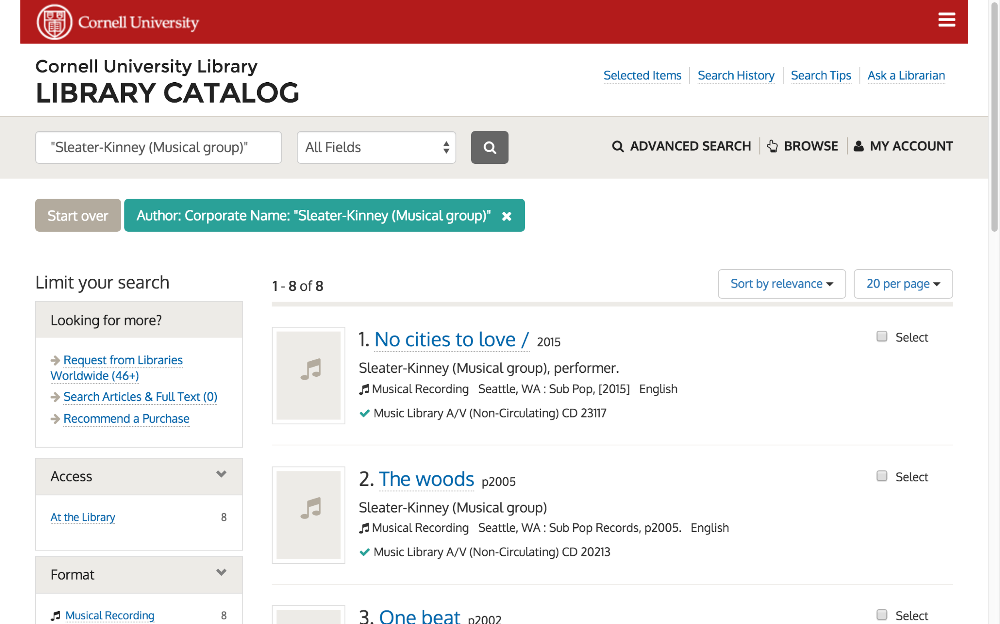 Cornell University
Cornell University Library
LIBRARY CATALOG
Selected Items
Search History
Search Tips
Ask a Librarian
"Sleater-Kinney (Musical group)"
All Fields
ADVANCED SEARCH
BROWSE
MY ACCOUNT
Start over
Author: Corporate Name: "Sleater-Kinney (Musical group)"
Limit your search
Looking for more?
Request from Libraries
Worldwide (46+)
Search Articles & Full Text (0)
Recommend a Purchase
Access
At the Library 8
Format
Musical Recording 8
1 - 8 of 8
Sort by relevance
20 per page
1. No cities to love / 2015
Select
Sleater-Kinney (Musical group), performer.
Musical Recording Seattle, WA : Sub Pop, [2015] English
Music Library A/V (Non-Circulating) CD 23117
2. The woods p2005
Select
Sleater-Kinney (Musical group)
Musical Recording Seattle, WA : Sub Pop Records, p2005. English
Music Library A/V (Non-Circulating) CD 20213
3. One beat p2002
Select